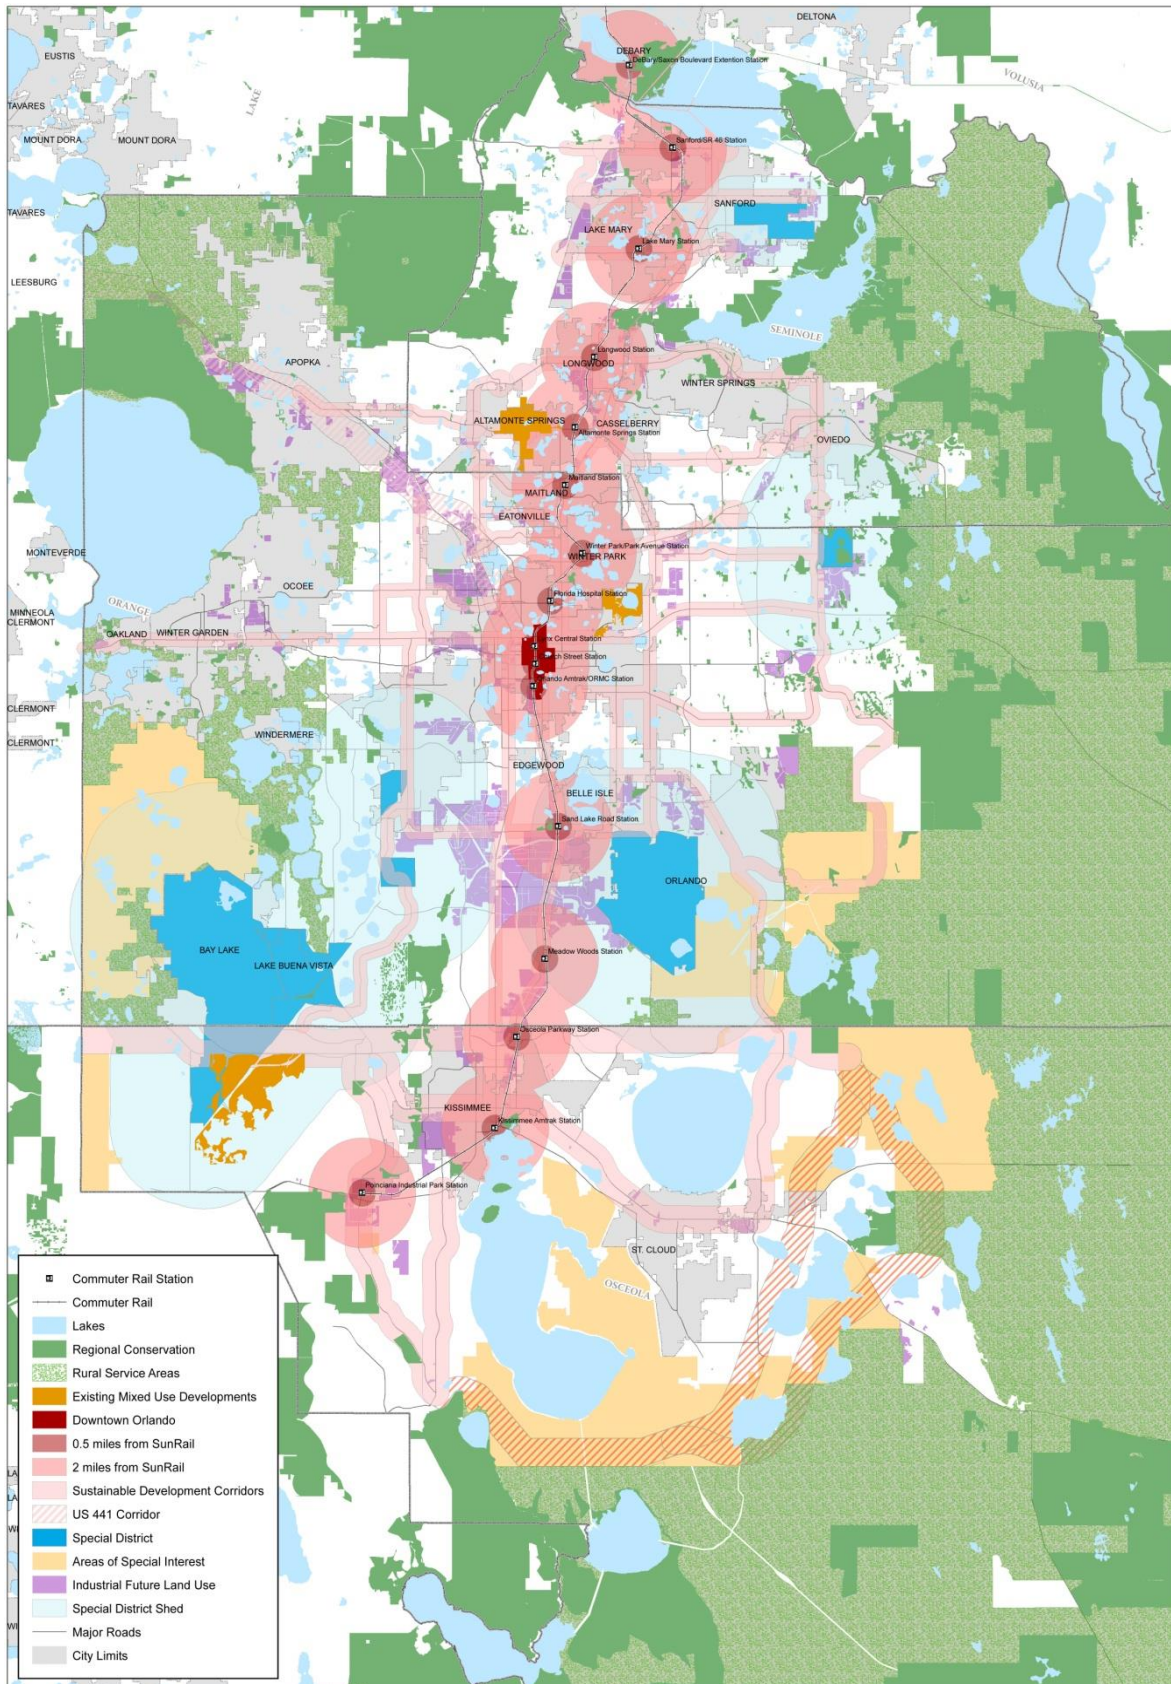 DELTONA
EUSTIS
DEBARY
DeBary/Saxon Boulevard Extention Station
VOLUSIA
LAKE
TAVARES
MOUNT DORA
MOUNT DORA
Sanford/SR 46 Station
SANFORD
TAVARES
LAKE MARY
Lake Mary Station
LEESBURG
SEMINOLE
Longwood Station
LONGWOOD
APOPKA
WINTER SPRINGS
ALTAMONTE SPRINGS
CASSELBERRY
Altamonte Springs Station
OVIEDO
Maitland Station
MAITLAND
EATONVILLE
MONTEVERDE
Winter Park/Park Avenue Station
WINTER PARK
OCOEE
ORANGE
Florida Hospital Station
MINNEOLA
CLERMONT
OAKLAND
WINTER GARDEN
Central Station
Street Station
Amtrak/ORMC Station
CLERMONT
WINDERMERE
CLERMONT
EDGEWOOD
BELLE ISLE
Sand Lake Road Station
ORLANDO
BAY LAKE
LAKE BUENA VISTA
Meadow Woods Station
Osceola Parkway Station
KISSIMMEE
Kissimmee Amtrak Station
Poinciana Industrial Park Station
ST. CLOUD
OSCEOLA
Commuter Rail Station
Commuter Rail
Lakes
Regional Conservation
Rural Service Areas
Existing Mixed Use Developments
Downtown Orlando
0.5 miles from SunRail
2 miles from SunRail
Sustainable Development Corridors
US 441 Corridor
Special District
Areas of Special Interest
Industrial Future Land Use
Special District Shed
Major Roads
City Limits